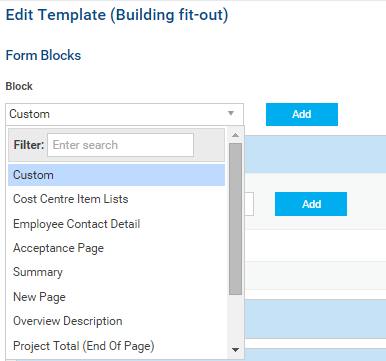 Edit Template (Building fit-out)
Form Blocks
Block
Custom
Add
Filter: Enter search
Custom
Cost Centre Item Lists
Employee Contact Detail
Add
Acceptance Page
Summary
New Page
Overview Description
Project Total (End Of Page)